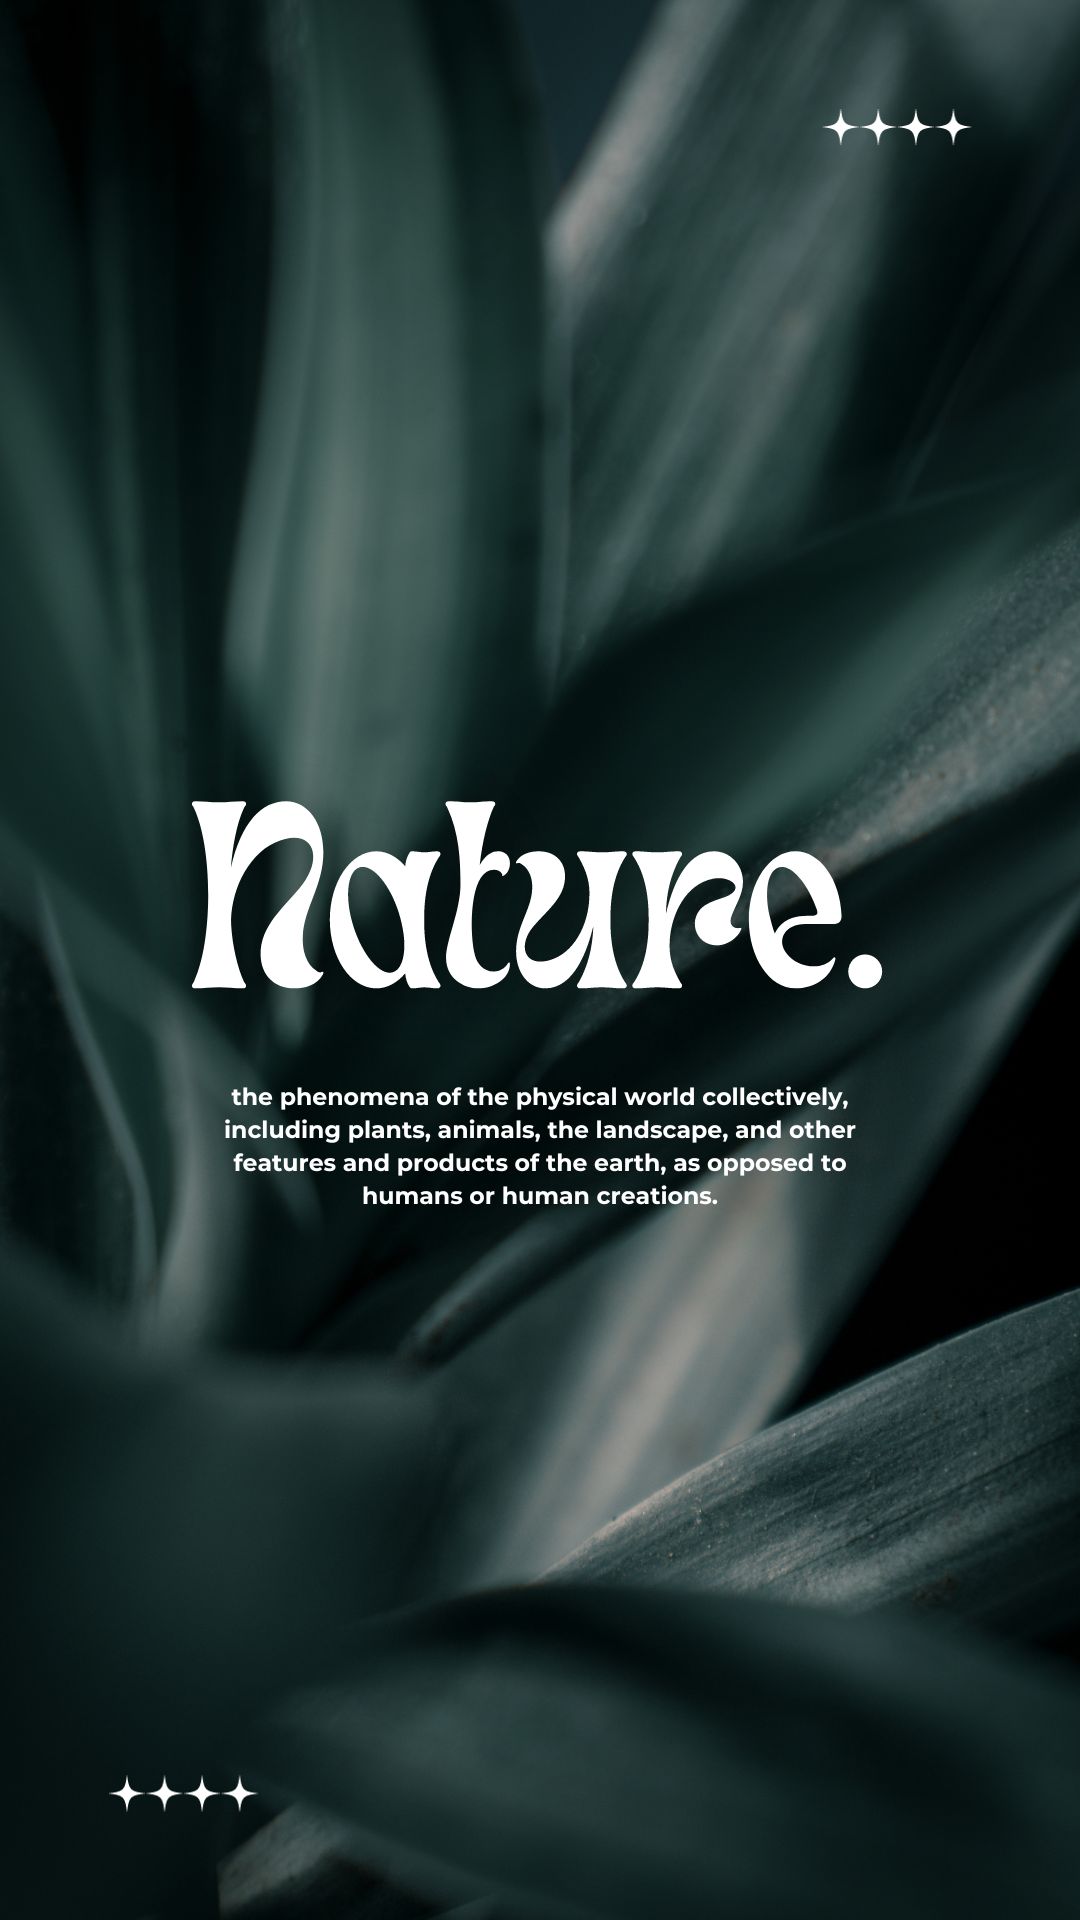 Nature.
the phenomena of the physical world collectively,
including plants, animals, the landscape, and other
features and products of the earth, as opposed to
humans or human creations.